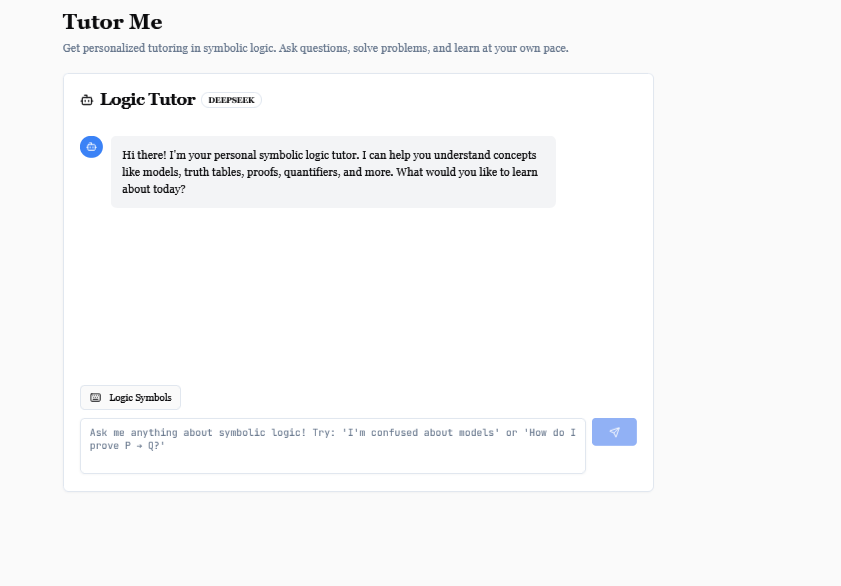 Tutor Me
Get personalized tutoring in symbolic logic. Ask questions, solve problems, and learn at your own pace.
Logic Tutor DEEPSEEK
Hi there! I'm your personal symbolic logic tutor. I can help you understand concepts
like models, truth tables, proofs, quantifiers, and more. What would you like to learn
about today?
Logic Symbols
Ask me anything about symbolic logic! Try: 'I'm confused about models' or 'How do I
prove P → Q?'